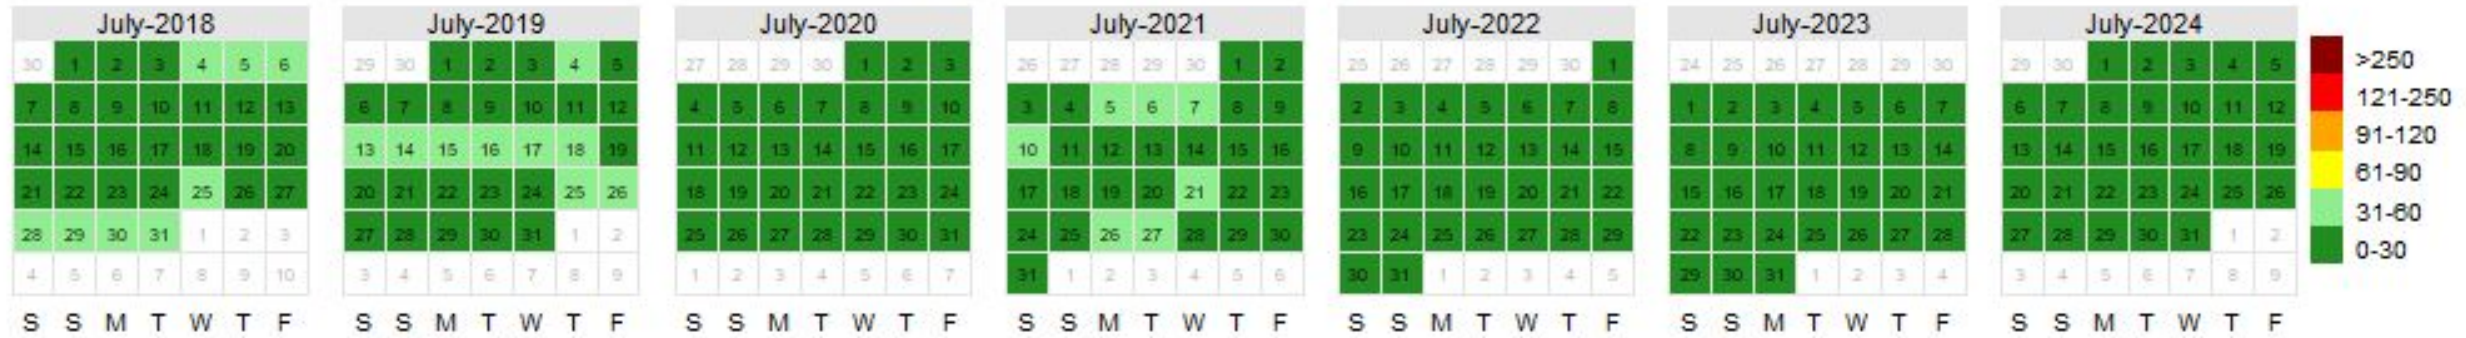 July-2018
30 1 2 3 4 5 6
7 8 9 10 11 12 13
14 15 16 17 18 19 20
21 22 23 24 25 26 27
28 29 30 31 1 2 3
4 5 6 7 8 9 10
S S M T W T F
July-2019
29 30 1 2 3 4 5
6 7 8 9 10 11 12
13 14 15 16 17 18 19
20 21 22 23 24 25 26
27 28 29 30 31 1 2
3 4 5 6 7 8 9
S S M T W T F
July-2020
27 28 29 30 1 2 3
4 5 6 7 8 9 10
11 12 13 14 15 16 17
18 19 20 21 22 23 24
25 26 27 28 29 30 31
1 2 3 4 5 6 7
S S M T W T F
July-2021
26 27 28 29 30 1 2
3 4 5 6 7 8 9
10 11 12 13 14 15 16
17 18 19 20 21 22 23
24 25 26 27 28 29 30
31 1 2 3 4 5 6
S S M T W T F
July-2022
25 26 27 28 29 30 1
2 3 4 5 6 7 8
9 10 11 12 13 14 15
16 17 18 19 20 21 22
23 24 25 26 27 28 29
30 31 1 2 3 4 5
S S M T W T F
July-2023
24 25 26 27 28 29 30
1 2 3 4 5 6 7
8 9 10 11 12 13 14
15 16 17 18 19 20 21
22 23 24 25 26 27 28
29 30 31 1 2 3 4
S S M T W T F
July-2024
29 30 1 2 3 4 5
6 7 8 9 10 11 12
13 14 15 16 17 18 19
20 21 22 23 24 25 26
27 28 29 30 31 1 2
3 4 5 6 7 8 9
S S M T W T F
>250
121-250
91-120
61-90
31-60
0-30